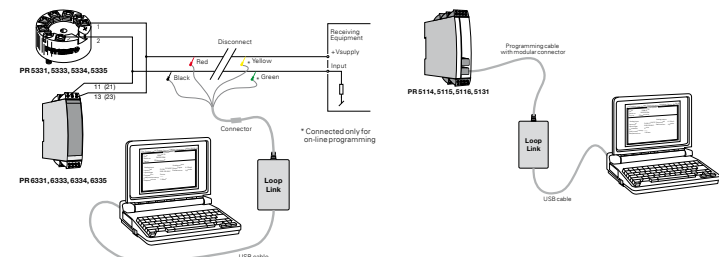 1
2
PR 5331, 5333, 5334, 5335
11 (21)
13 (23)
PR 6331, 6333, 6334, 6335
Disconnect
Red
* Yellow
Black
* Green
Connector
Receiving
Equipment
+Vsupply
Input
* Connected only for
on-line programming
Loop
Link
USB cable
PR 5114, 5115, 5116, 5131
Programming cable
with modular connector
Loop
Link
USB cable